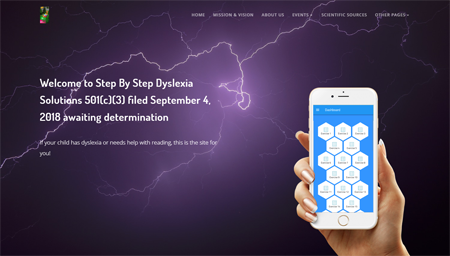 HOME MISSION & VISION ABOUT US EVENTS SCIENTIFIC SOURCES OTHER PAGES
Welcome to Step By Step Dyslexia
Solutions 501(c)(3) filed September 4,
2018 awaiting determination
If your child has dyslexia or needs help with reading, this is the site for
you!
Dashboard